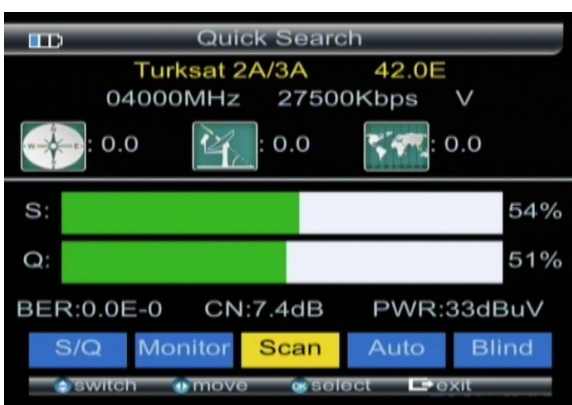 Quick Search
Turksat 2A/3A 42.0E
04000MHz 27500Kbps V
N W E : 0.0 : 0.0 : 0.0
S: 54%
Q: 51%
BER:0.0E-0 CN:7.4dB PWR:33dBuV
S/Q Monitor Scan Auto Blind
switch move OK select exit